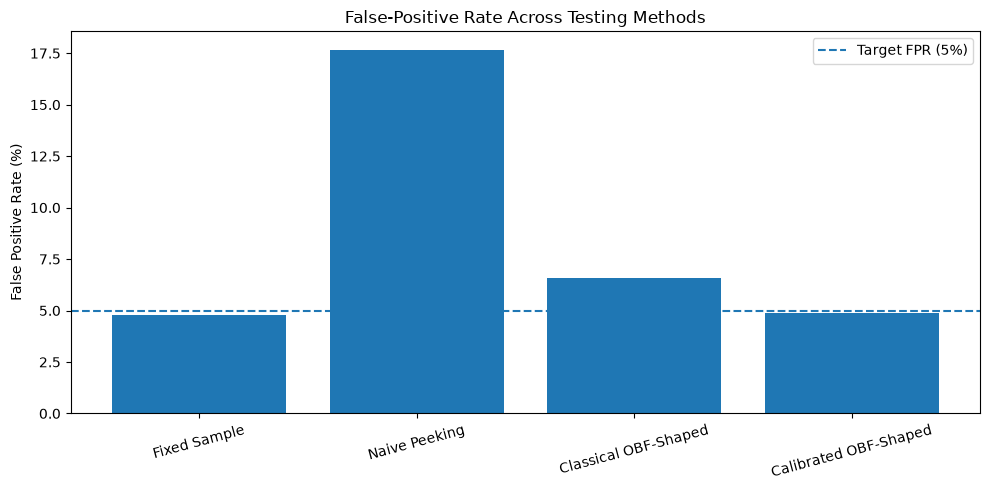 False-Positive Rate Across Testing Methods
Target FPR (5%)
False Positive Rate (%)
17.5
15.0
12.5
10.0
7.5
5.0
2.5
0.0
Fixed Sample
Naive Peeking
Classical OBF-Shaped
Calibrated OBF-Shaped